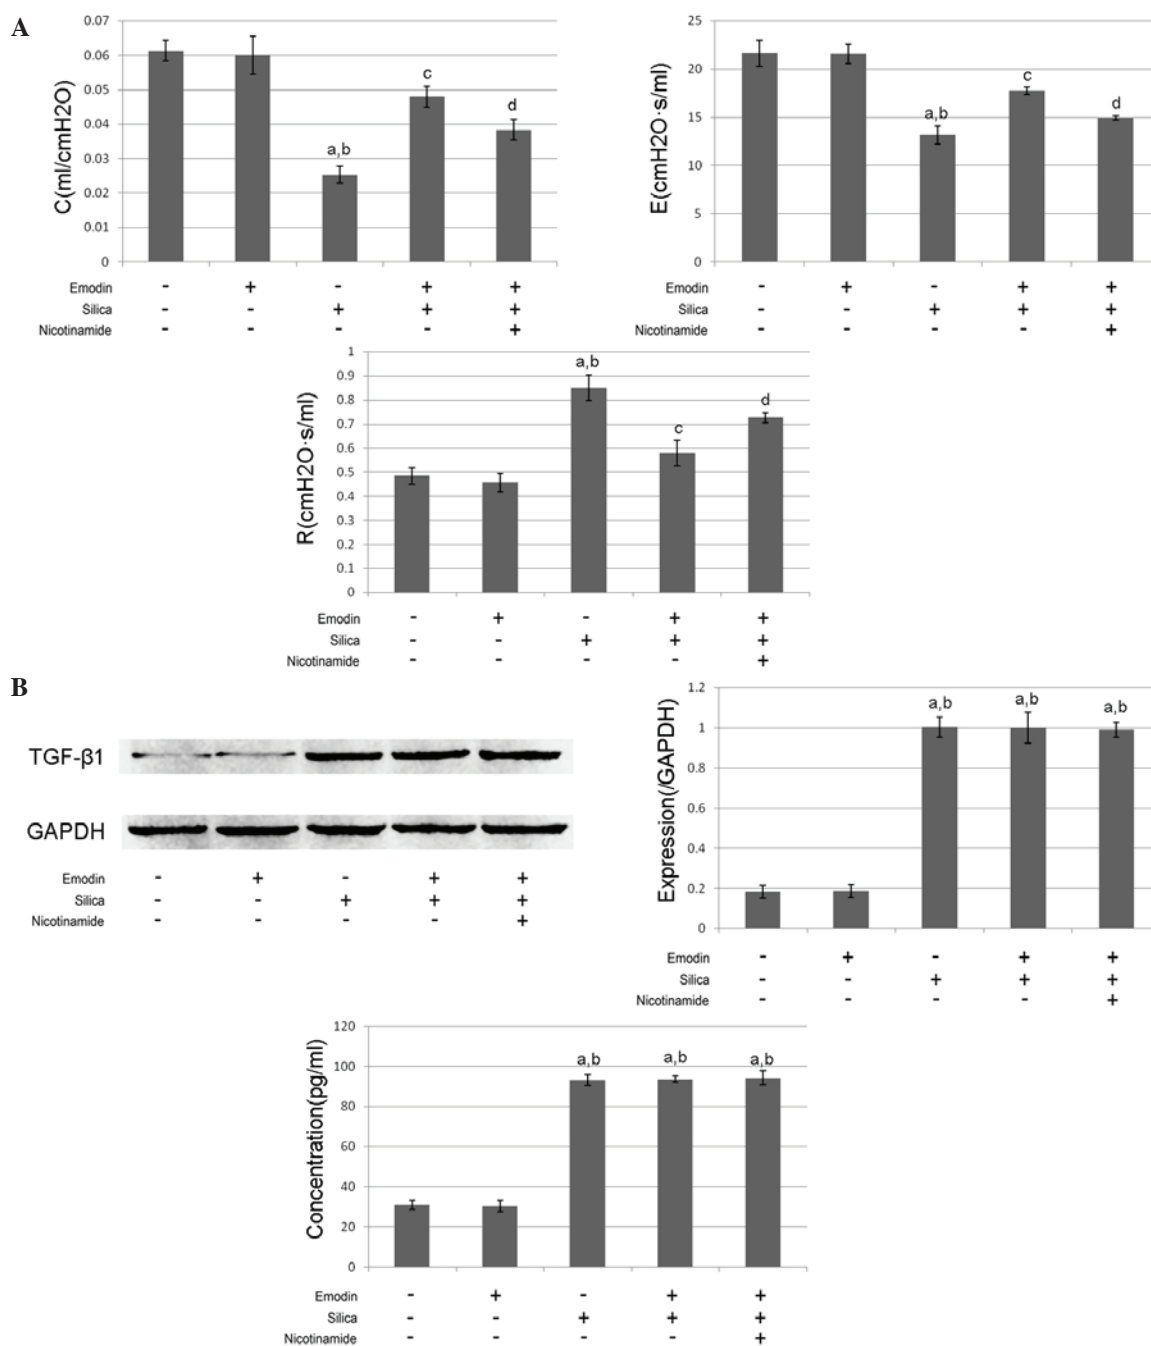 A
C(ml/cmH2O)
0.07
0.06
0.05
0.04
0.03
0.02
0.01
0
a,b
c
d
Emodin - + - + +
Silica - - + + +
Nicotinamide - - - - +
E(cmH2O·s/ml)
25
20
15
10
5
0
a,b
c
d
Emodin - + - + +
Silica - - + + +
Nicotinamide - - - - +
R(cmH2O·s/ml)
1
0.9
0.8
0.7
0.6
0.5
0.4
0.3
0.2
0.1
0
a,b
c
d
Emodin - + - + +
Silica - - + + +
Nicotinamide - - - - +
B
TGF-β1
GAPDH
Emodin - + - + +
Silica - - + + +
Nicotinamide - - - - +
Expression(/GAPDH)
1.2
1
0.8
0.6
0.4
0.2
0
a,b
a,b
a,b
Emodin - + - + +
Silica - - + + +
Nicotinamide - - - - +
Concentration(pg/ml)
120
100
80
60
40
20
0
a,b
a,b
a,b
Emodin - + - + +
Silica - - + + +
Nicotinamide - - - - +